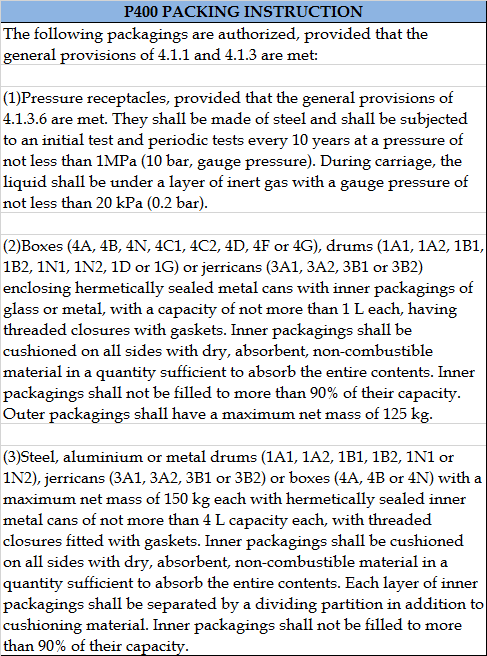 P400 PACKING INSTRUCTION
The following packagings are authorized, provided that the
general provisions of 4.1.1 and 4.1.3 are met:
(1)Pressure receptacles, provided that the general provisions of
4.1.3.6 are met. They shall be made of steel and shall be subjected
to an initial test and periodic tests every 10 years at a pressure of
not less than 1MPa (10 bar, gauge pressure). During carriage, the
liquid shall be under a layer of inert gas with a gauge pressure of
not less than 20 kPa (0.2 bar).
(2)Boxes (4A, 4B, 4N, 4C1, 4C2, 4D, 4F or 4G), drums (1A1, 1A2, 1B1,
1B2, 1N1, 1N2, 1D or 1G) or jerricans (3A1, 3A2, 3B1 or 3B2)
enclosing hermetically sealed metal cans with inner packagings of
glass or metal, with a capacity of not more than 1 L each, having
threaded closures with gaskets. Inner packagings shall be
cushioned on all sides with dry, absorbent, non-combustible
material in a quantity sufficient to absorb the entire contents. Inner
packagings shall not be filled to more than 90% of their capacity.
Outer packagings shall have a maximum net mass of 125 kg.
(3)Steel, aluminium or metal drums (1A1, 1A2, 1B1, 1B2, 1N1 or
1N2), jerricans (3A1, 3A2, 3B1 or 3B2) or boxes (4A, 4B or 4N) with a
maximum net mass of 150 kg each with hermetically sealed inner
metal cans of not more than 4 L capacity each, with threaded
closures fitted with gaskets. Inner packagings shall be cushioned
on all sides with dry, absorbent, non-combustible material in a
quantity sufficient to absorb the entire contents. Each layer of inner
packagings shall be separated by a dividing partition in addition to
cushioning material. Inner packagings shall not be filled to more
than 90% of their capacity.